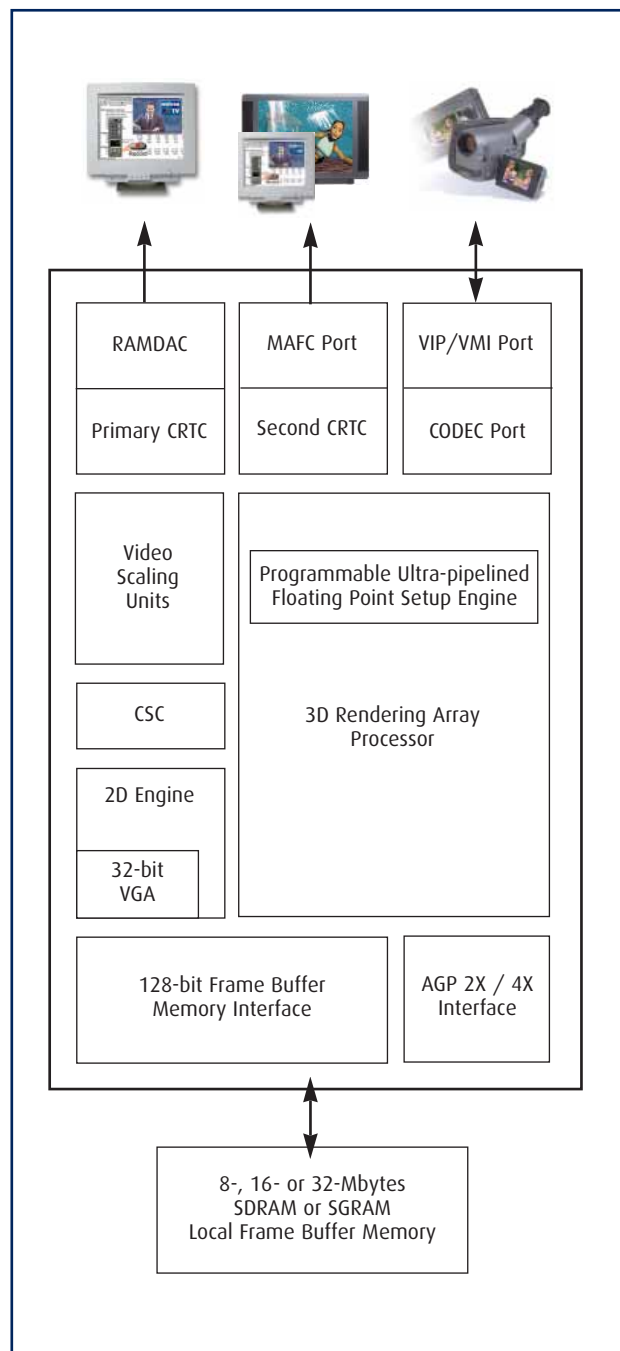 RAMDAC
MAFC Port
VIP/VMI Port
Primary CRTC
Second CRTC
CODEC Port
Video
Scaling
Units
Programmable Ultra-pipelined
Floating Point Setup Engine
CSC
3D Rendering Array
Processor
2D Engine
32-bit
VGA
128-bit Frame Buffer
Memory Interface
AGP 2X / 4X
Interface
8-, 16- or 32-Mbytes
SDRAM or SGRAM
Local Frame Buffer Memory